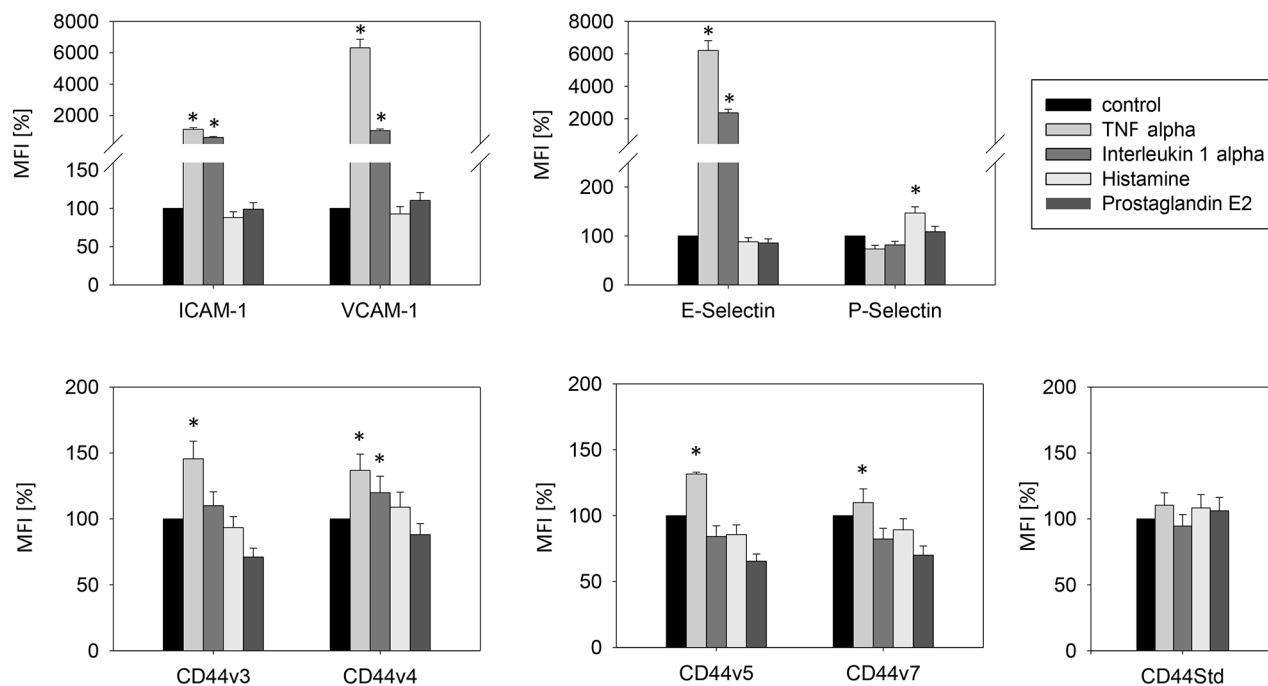 8000
6000
4000
2000
150
100
50
0
MFI [%]
* * * *
ICAM-1 VCAM-1
8000
6000
4000
2000
200
100
0
MFI [%]
* * *
E-Selectin P-Selectin
control
TNF alpha
Interleukin 1 alpha
Histamine
Prostaglandin E2
200
150
100
50
0
MFI [%]
* * *
CD44v3 CD44v4
200
150
100
50
0
MFI [%]
* *
CD44v5 CD44v7
200
150
100
50
0
MFI [%]
CD44Std